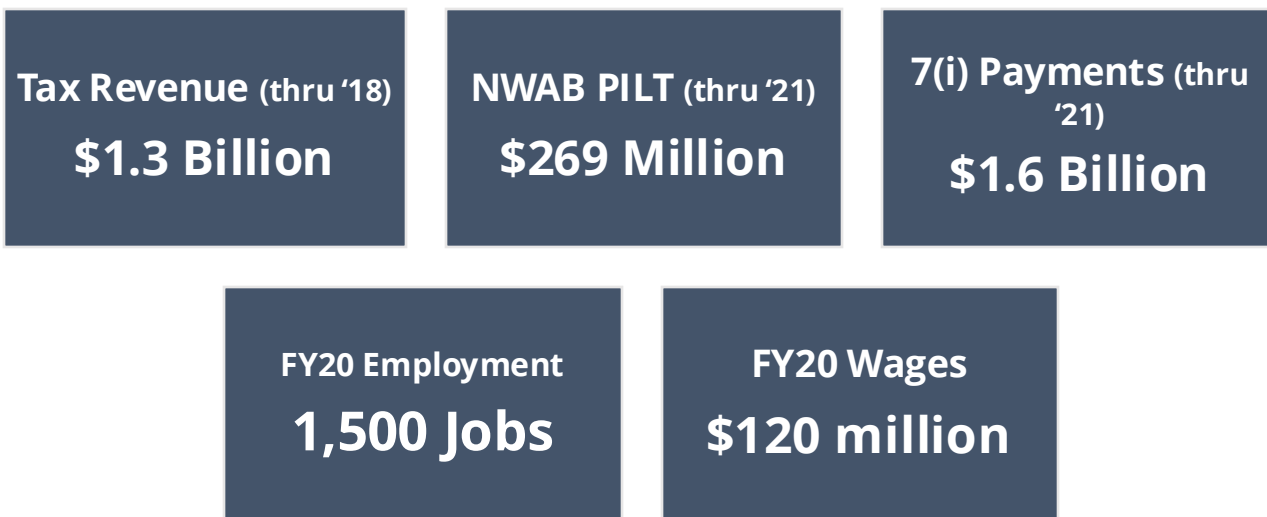 Tax Revenue (thru ‘18)
$1.3 Billion
NWAB PILT (thru ‘21)
$269 Million
7(i) Payments (thru
‘21)
$1.6 Billion
FY20 Employment
1,500 Jobs
FY20 Wages
$120 million